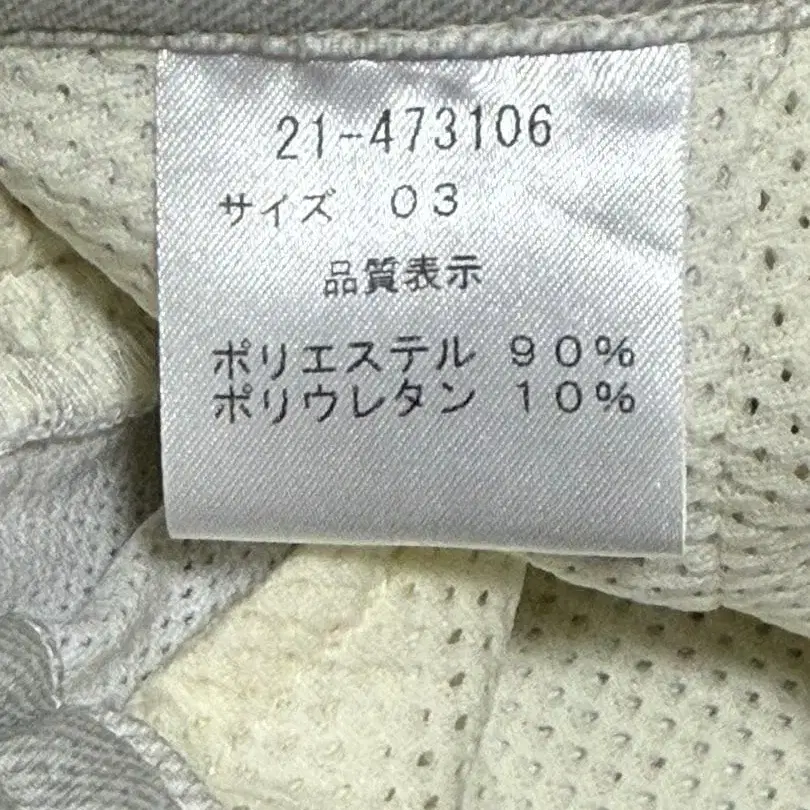 21-473106
サイズ ０３
品質表示
ポリエステル ９０％
ポリウレタン １０％